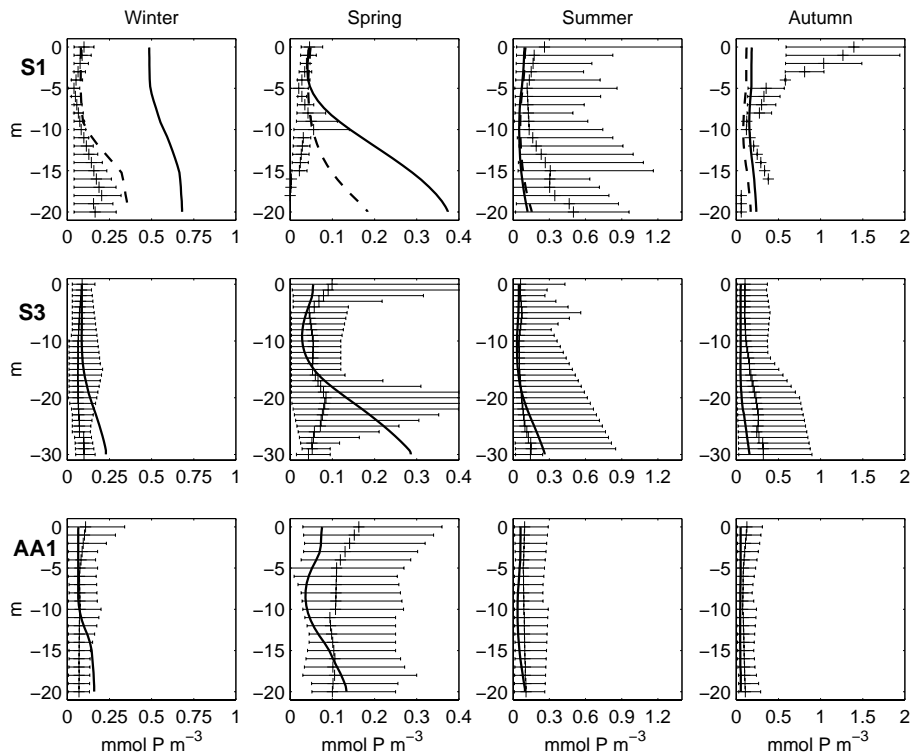 Winter Spring Summer Autumn
S1
m
0 −5 −10 −15 −20
0 0.25 0.5 0.75 1
0 −5 −10 −15 −20
0 0.1 0.2 0.3 0.4
0 −5 −10 −15 −20
0 0.3 0.6 0.9 1.2
0 −5 −10 −15 −20
0 0.5 1 1.5 2
S3
m
0 −10 −20 −30
0 0.25 0.5 0.75 1
0 −10 −20 −30
0 0.1 0.2 0.3 0.4
0 −10 −20 −30
0 0.3 0.6 0.9 1.2
0 −10 −20 −30
0 0.5 1 1.5 2
AA1
m
0 −5 −10 −15 −20
0 0.25 0.5 0.75 1
mmol P m−3
0 −5 −10 −15 −20
0 0.1 0.2 0.3 0.4
mmol P m−3
0 −5 −10 −15 −20
0 0.3 0.6 0.9 1.2
mmol P m−3
0 −5 −10 −15 −20
0 0.5 1 1.5 2
mmol P m−3